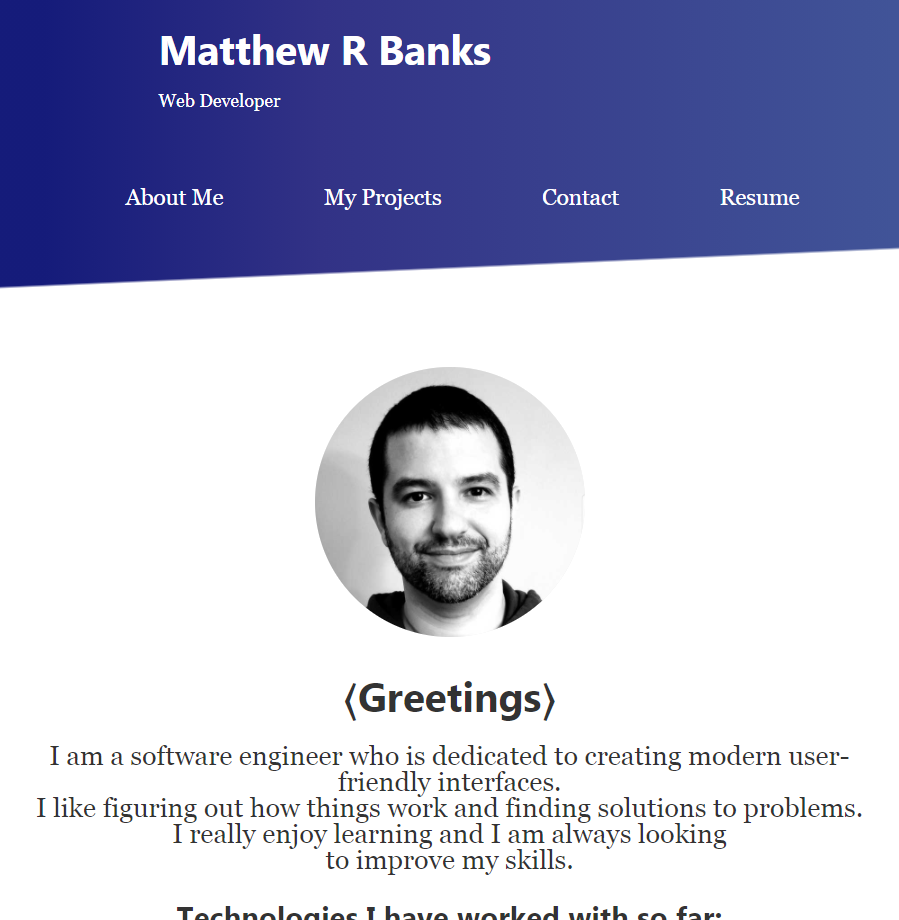 Matthew R Banks
Web Developer
About Me My Projects Contact Resume
⟨Greetings⟩
I am a software engineer who is dedicated to creating modern user-
friendly interfaces.
I like figuring out how things work and finding solutions to problems.
I really enjoy learning and I am always looking
to improve my skills.
Technologies I have worked with so far: